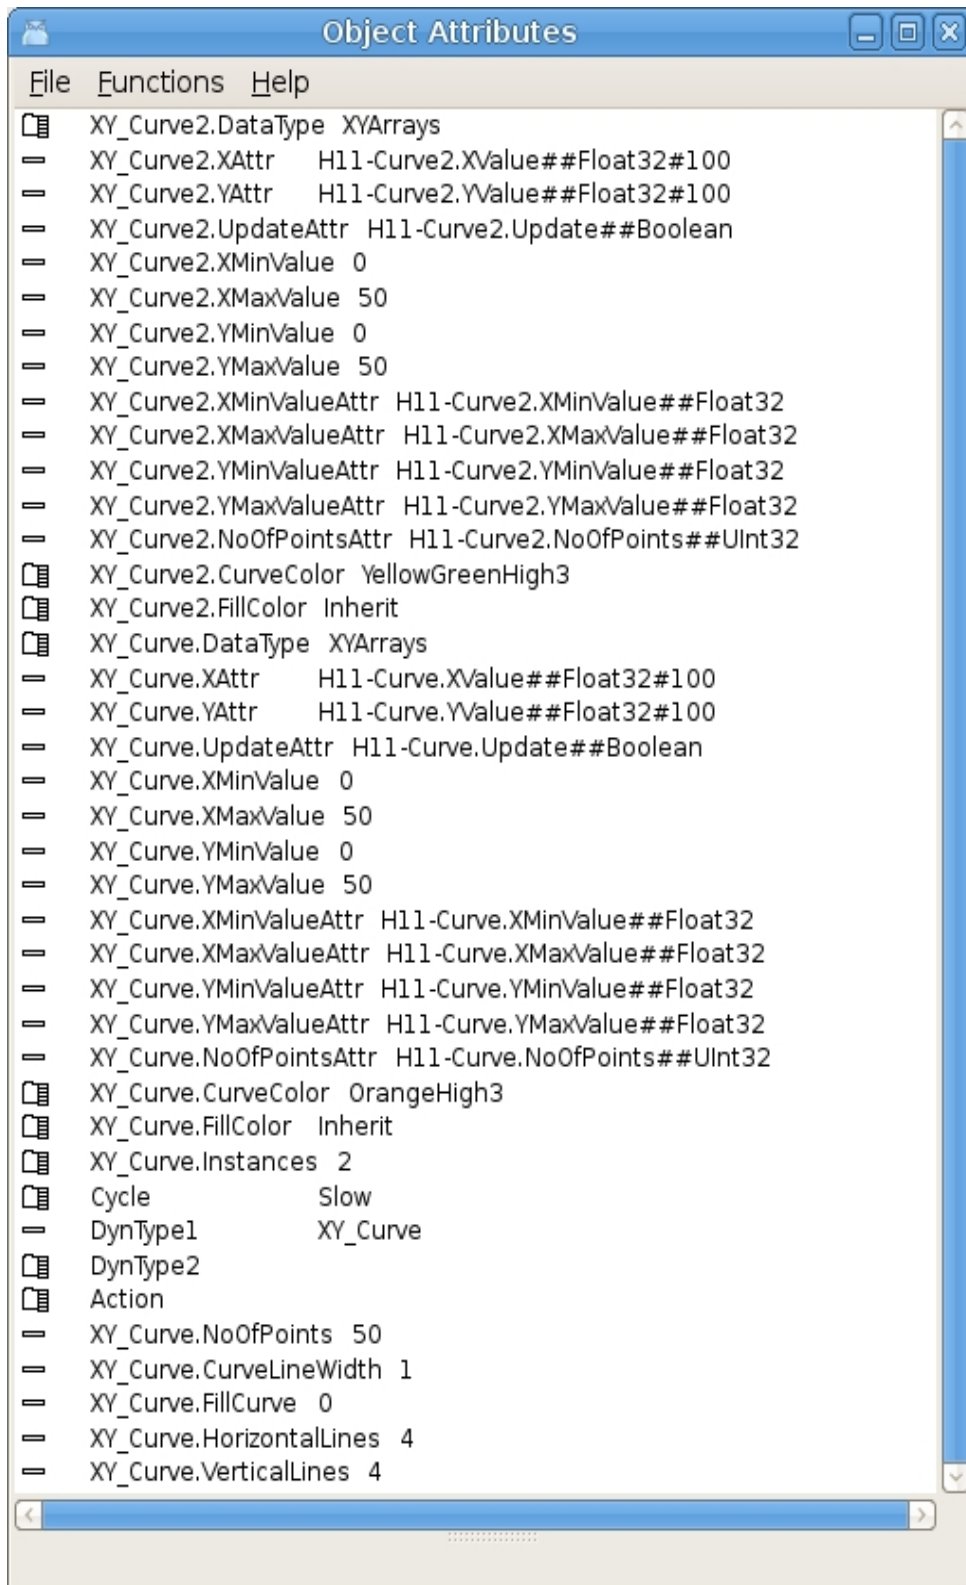 Object Attributes
File Functions Help
XY_Curve2.DataType XYArrays
XY_Curve2.XAttr H11-Curve2.XValue##Float32#100
XY_Curve2.YAttr H11-Curve2.YValue##Float32#100
XY_Curve2.UpdateAttr H11-Curve2.Update##Boolean
XY_Curve2.XMinValue 0
XY_Curve2.XMaxValue 50
XY_Curve2.YMinValue 0
XY_Curve2.YMaxValue 50
XY_Curve2.XMinValueAttr H11-Curve2.XMinValue##Float32
XY_Curve2.XMaxValueAttr H11-Curve2.XMaxValue##Float32
XY_Curve2.YMinValueAttr H11-Curve2.YMinValue##Float32
XY_Curve2.YMaxValueAttr H11-Curve2.YMaxValue##Float32
XY_Curve2.NoOfPointsAttr H11-Curve2.NoOfPoints##UInt32
XY_Curve2.CurveColor YellowGreenHigh3
XY_Curve2.FillColor Inherit
XY_Curve.DataType XYArrays
XY_Curve.XAttr H11-Curve.XValue##Float32#100
XY_Curve.YAttr H11-Curve.YValue##Float32#100
XY_Curve.UpdateAttr H11-Curve.Update##Boolean
XY_Curve.XMinValue 0
XY_Curve.XMaxValue 50
XY_Curve.YMinValue 0
XY_Curve.YMaxValue 50
XY_Curve.XMinValueAttr H11-Curve.XMinValue##Float32
XY_Curve.XMaxValueAttr H11-Curve.XMaxValue##Float32
XY_Curve.YMinValueAttr H11-Curve.YMinValue##Float32
XY_Curve.YMaxValueAttr H11-Curve.YMaxValue##Float32
XY_Curve.NoOfPointsAttr H11-Curve.NoOfPoints##UInt32
XY_Curve.CurveColor OrangeHigh3
XY_Curve.FillColor Inherit
XY_Curve.Instances 2
Cycle Slow
DynType1 XY_Curve
DynType2
Action
XY_Curve.NoOfPoints 50
XY_Curve.CurveLineWidth 1
XY_Curve.FillCurve 0
XY_Curve.HorizontalLines 4
XY_Curve.VerticalLines 4